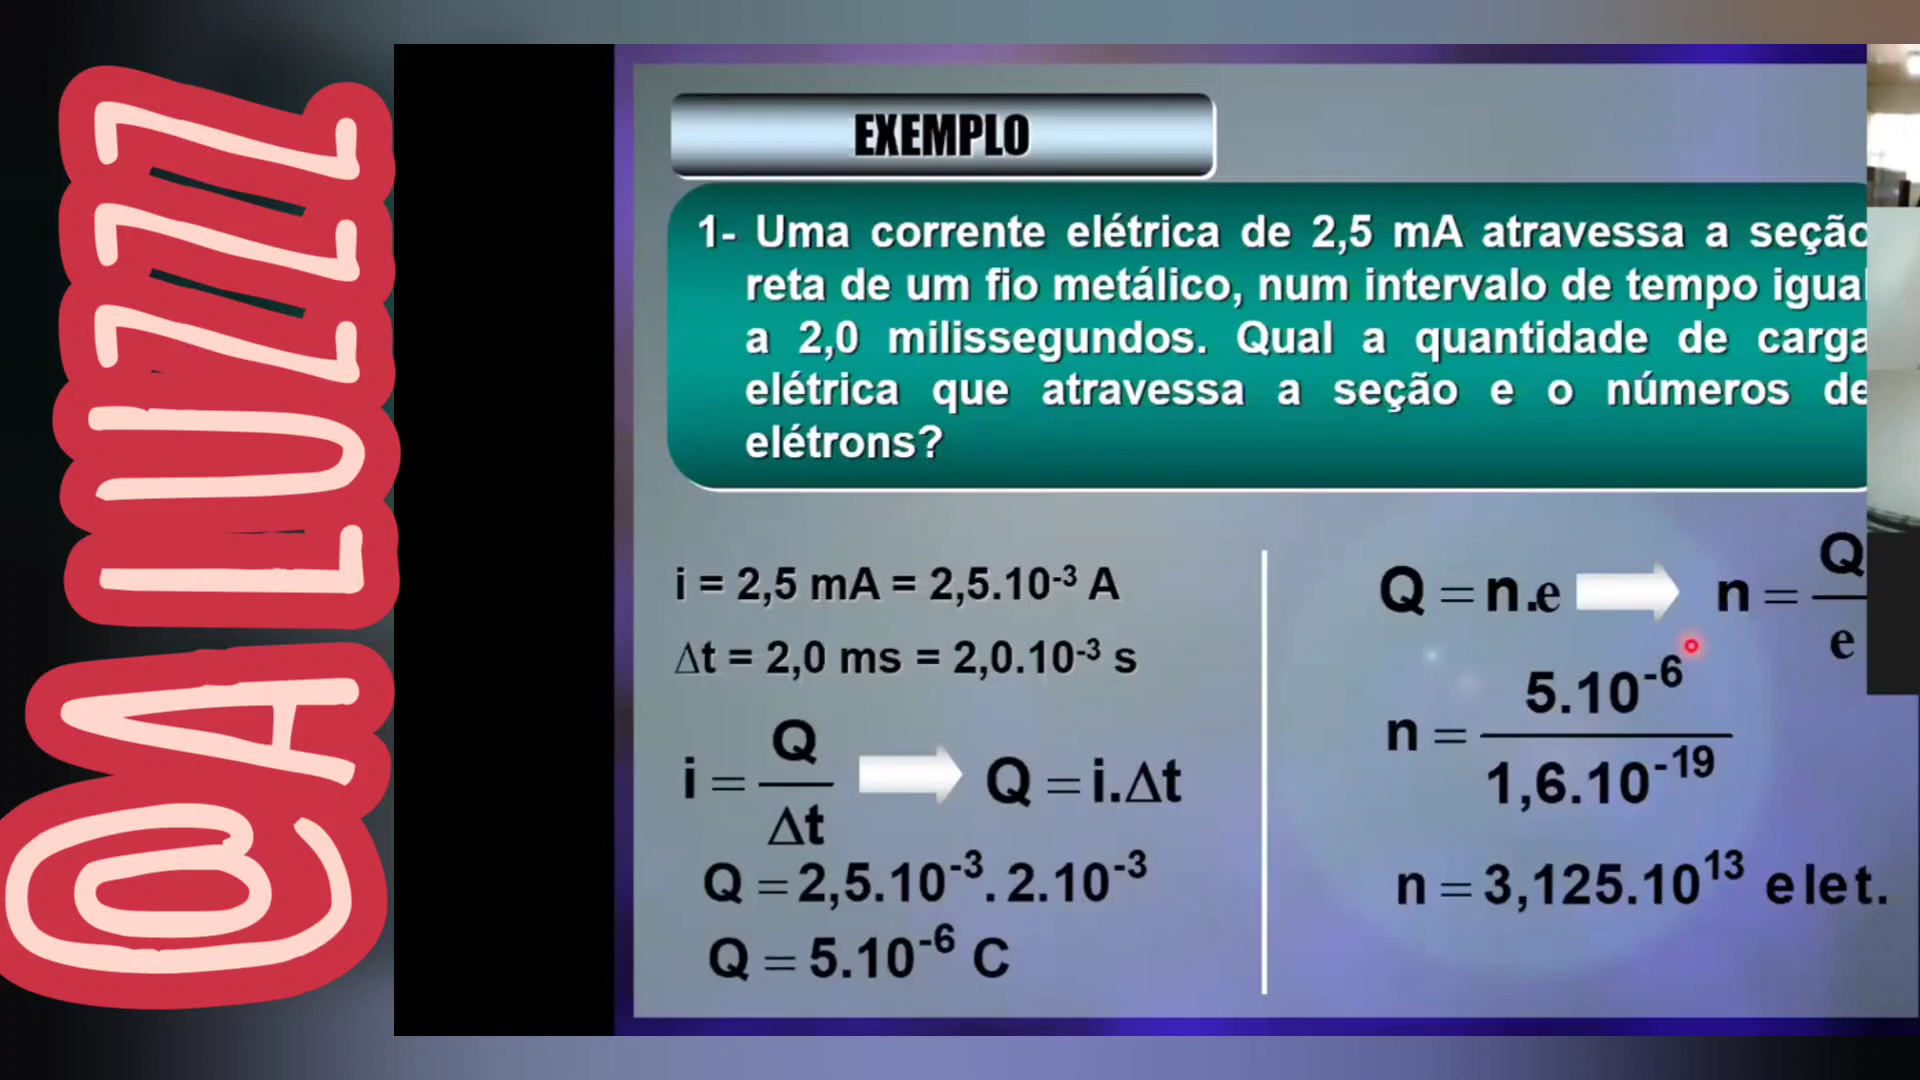 @ALUZZZ
EXEMPLO
1- Uma corrente elétrica de 2,5 mA atravessa a seção
reta de um fio metálico, num intervalo de tempo igual
a 2,0 milissegundos. Qual a quantidade de carga
elétrica que atravessa a seção e o números de
elétrons?
i = 2,5 mA = 2,5.10⁻³ A
Δt = 2,0 ms = 2,0.10⁻³ s
i = Q/Δt Q = i.Δt
Q = 2,5.10⁻³.2.10⁻³
Q = 5.10⁻⁶ C
Q = n.e n = Q/e
n = 5.10⁻⁶/1,6.10⁻¹⁹
n = 3,125.10¹³ elet.